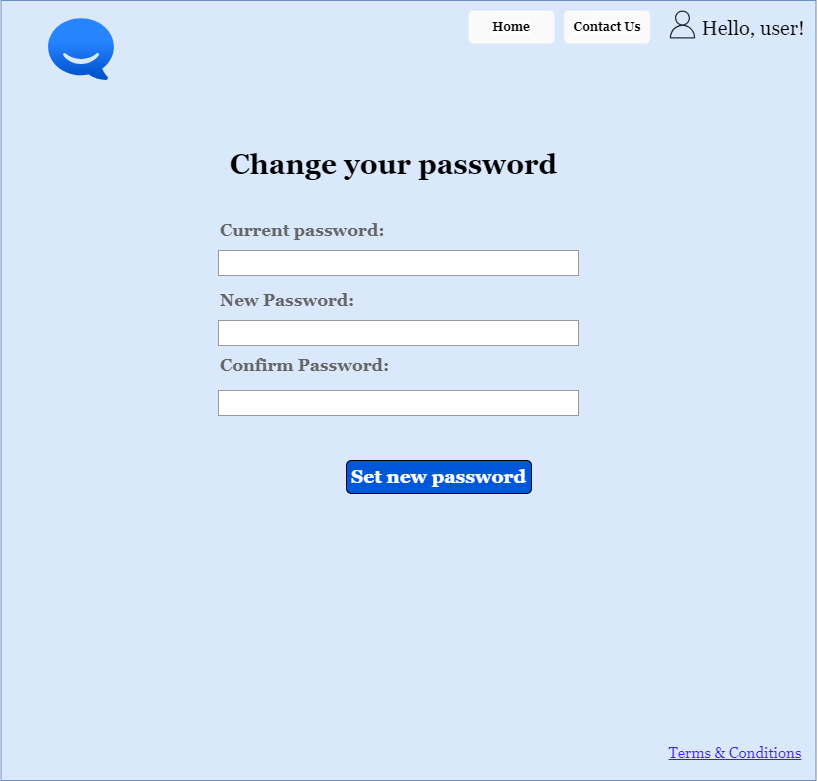 Home
Contact Us
Hello, user!
Change your password
Current password:
New Password:
Confirm Password:
Set new password
Terms & Conditions